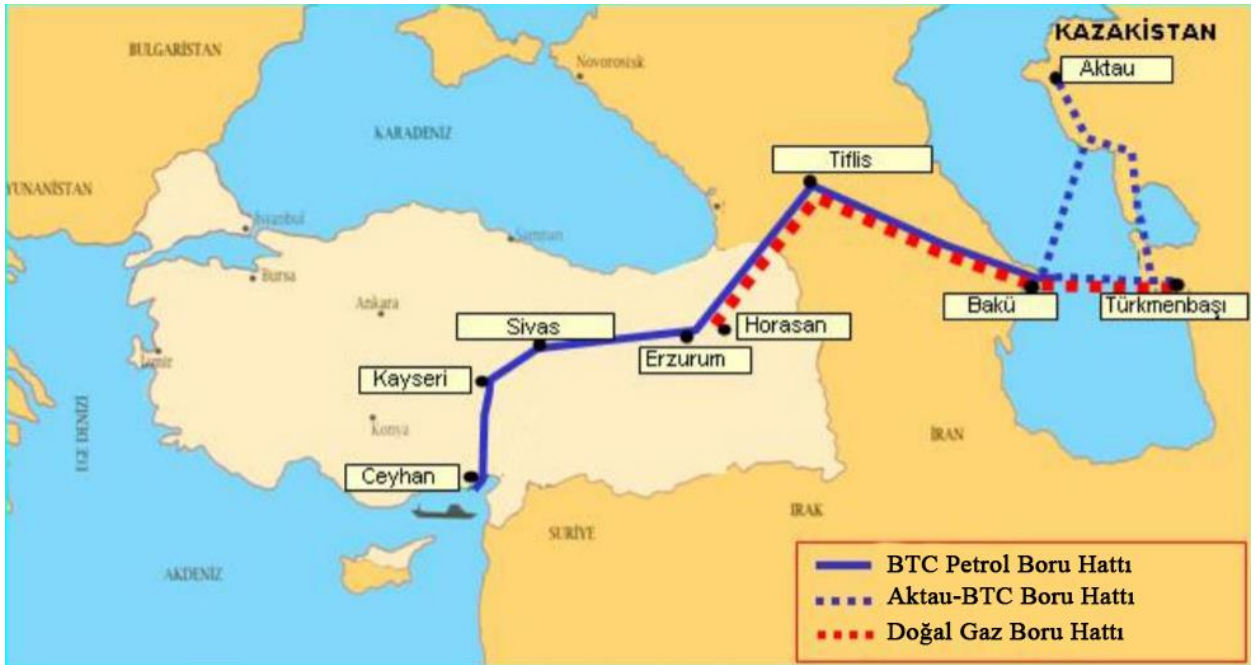 BULGARİSTAN
KAZAKİSTAN
Aktau
Novorosisk
KARADENİZ
Tiflis
YUNANİSTAN
İstanbul
Samsun
Bursa
Ankara
Sivas
Horasan
Bakü
Türkmenbaşı
Erzurum
İzmir
Kayseri
EGE DENİZİ
Konya
İRAN
Ceyhan
IRAK
SURİYE
AKDENİZ
BTC Petrol Boru Hattı
Aktau-BTC Boru Hattı
Doğal Gaz Boru Hattı